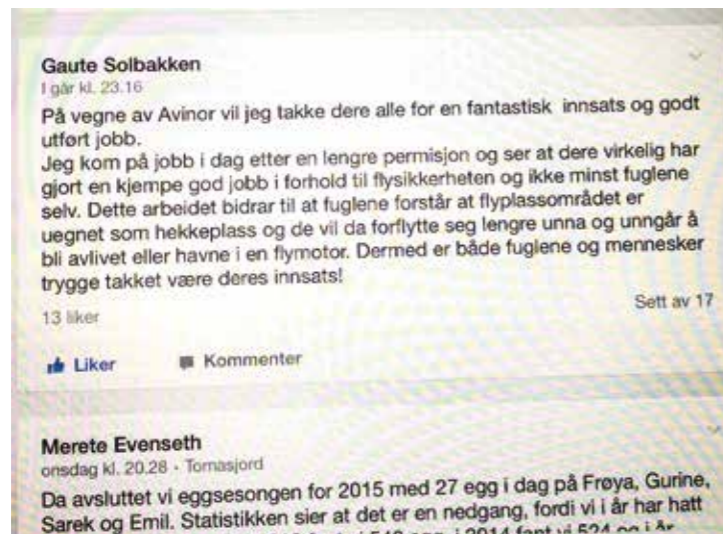 Gaute Solbakken
I går kl. 23.16
På vegne av Avinor vil jeg takke dere alle for en fantastisk innsats og godt
utført jobb.
Jeg kom på jobb i dag etter en lengre permisjon og ser at dere virkelig har
gjort en kjempe god jobb i forhold til flysikkerheten og ikke minst fuglene
selv. Dette arbeidet bidrar til at fuglene forstår at flyplassområdet er
uegnet som hekkeplass og de vil da forflytte seg lengre unna og unngår å
bli avlivet eller havne i en flymotor. Dermed er både fuglene og mennesker
trygge takket være deres innsats!
Sett av 17
13 liker
Liker Kommenter
Merete Evenseth
onsdag kl. 20.28 · Tomasjord
Da avsluttet vi eggsesongen for 2015 med 27 egg i dag på Frøya, Gurine,
Sarek og Emil. Statistikken sier at det er en nedgang, fordi vi i år har hatt
egg. i 2014 fant vi 524 og i år